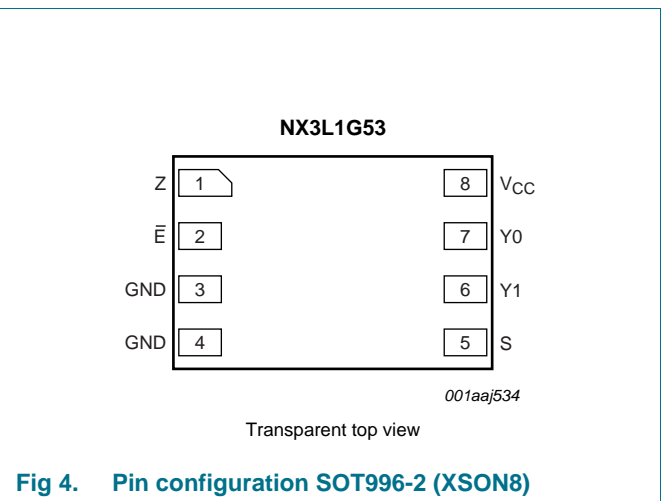 NX3L1G53
Z 1 8 VCC
E̅ 2 7 Y0
GND 3 6 Y1
GND 4 5 S
001aaj534
Transparent top view
Fig 4. Pin configuration SOT996-2 (XSON8)